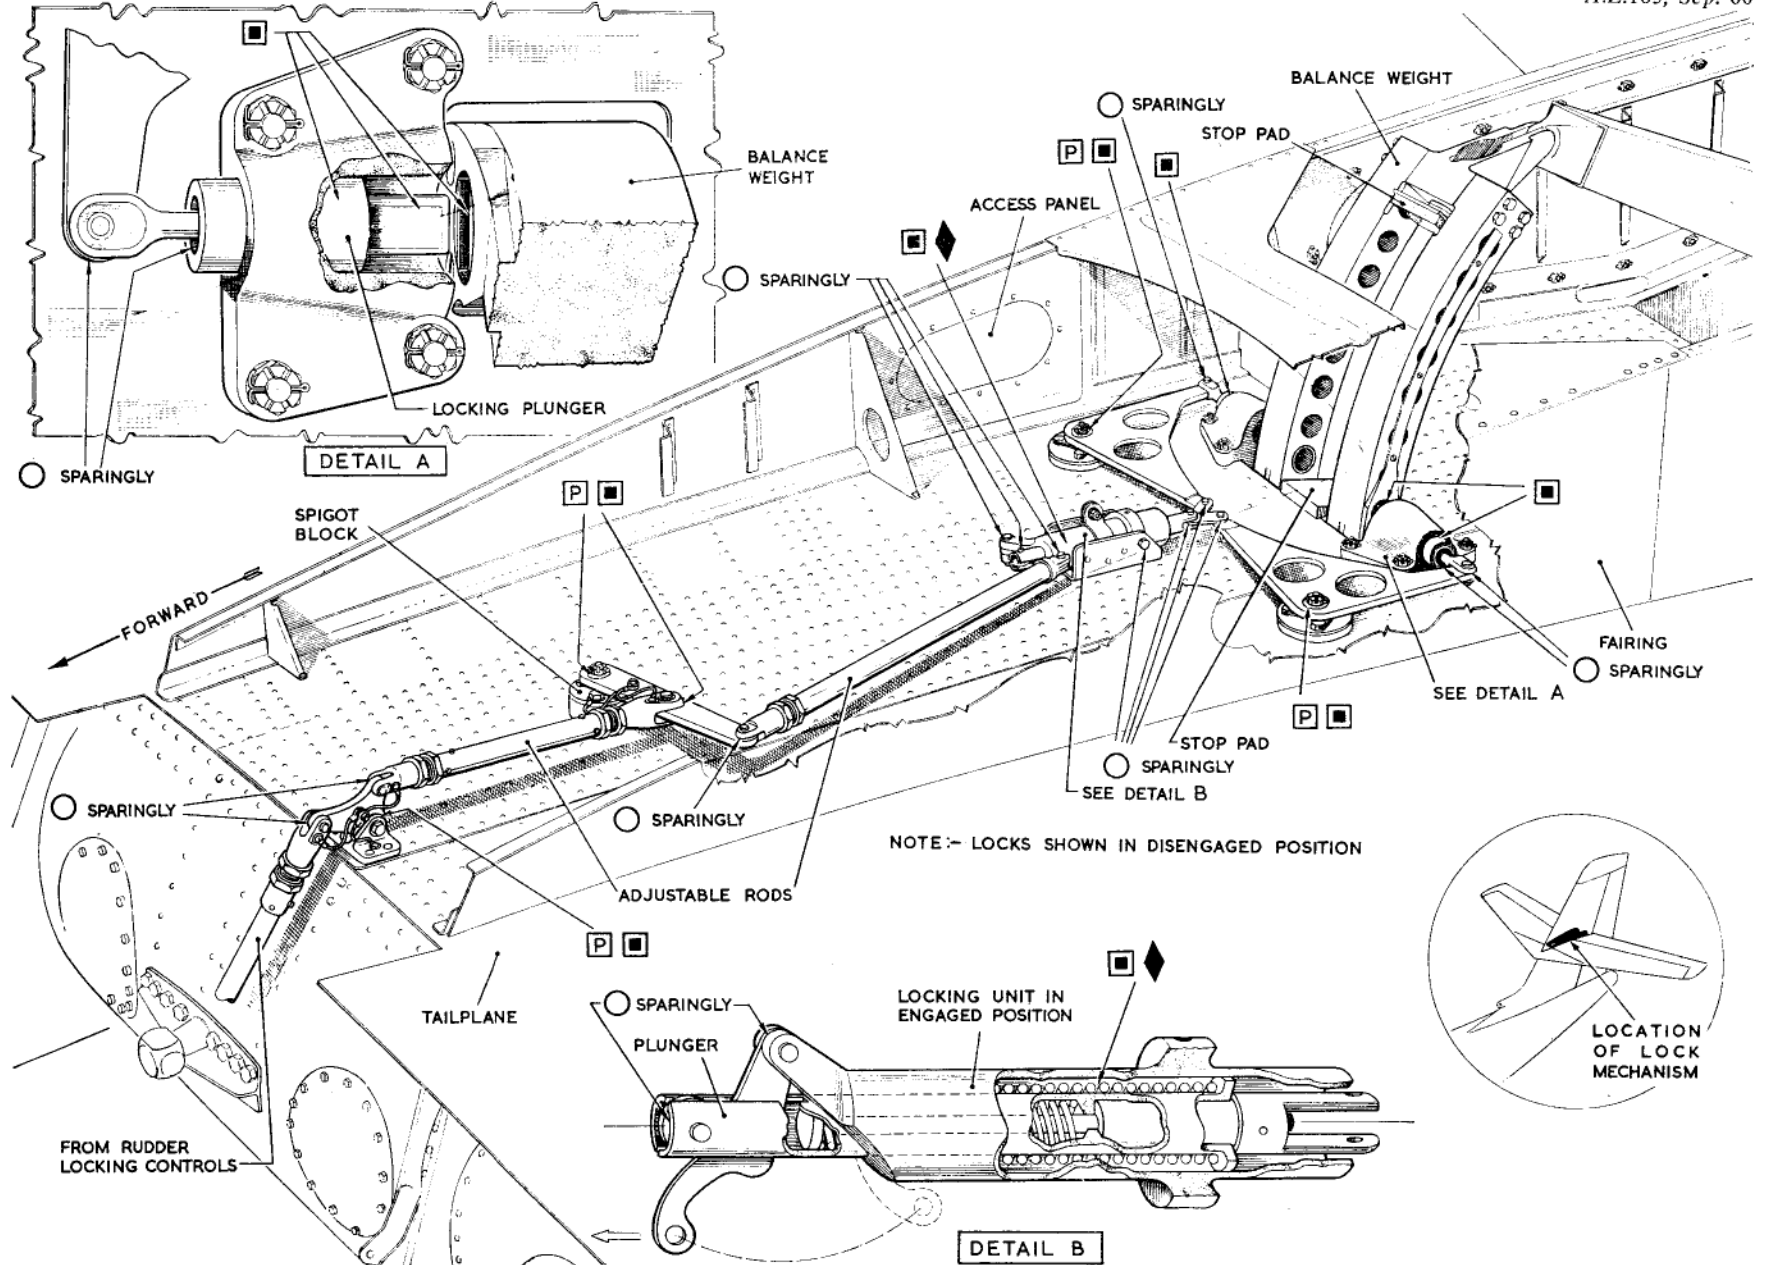 BALANCE WEIGHT
SPARINGLY
STOP PAD
P
BALANCE
WEIGHT
ACCESS PANEL
SPARINGLY
LOCKING PLUNGER
DETAIL A
SPARINGLY
P
SPIGOT
BLOCK
FORWARD
FAIRING
SPARINGLY
SEE DETAIL A
P
STOP PAD
SPARINGLY
SEE DETAIL B
SPARINGLY
SPARINGLY
NOTE:- LOCKS SHOWN IN DISENGAGED POSITION
ADJUSTABLE RODS
P
TAILPLANE
SPARINGLY
LOCKING UNIT IN
ENGAGED POSITION
PLUNGER
LOCATION
OF LOCK
MECHANISM
FROM RUDDER
LOCKING CONTROLS
DETAIL B